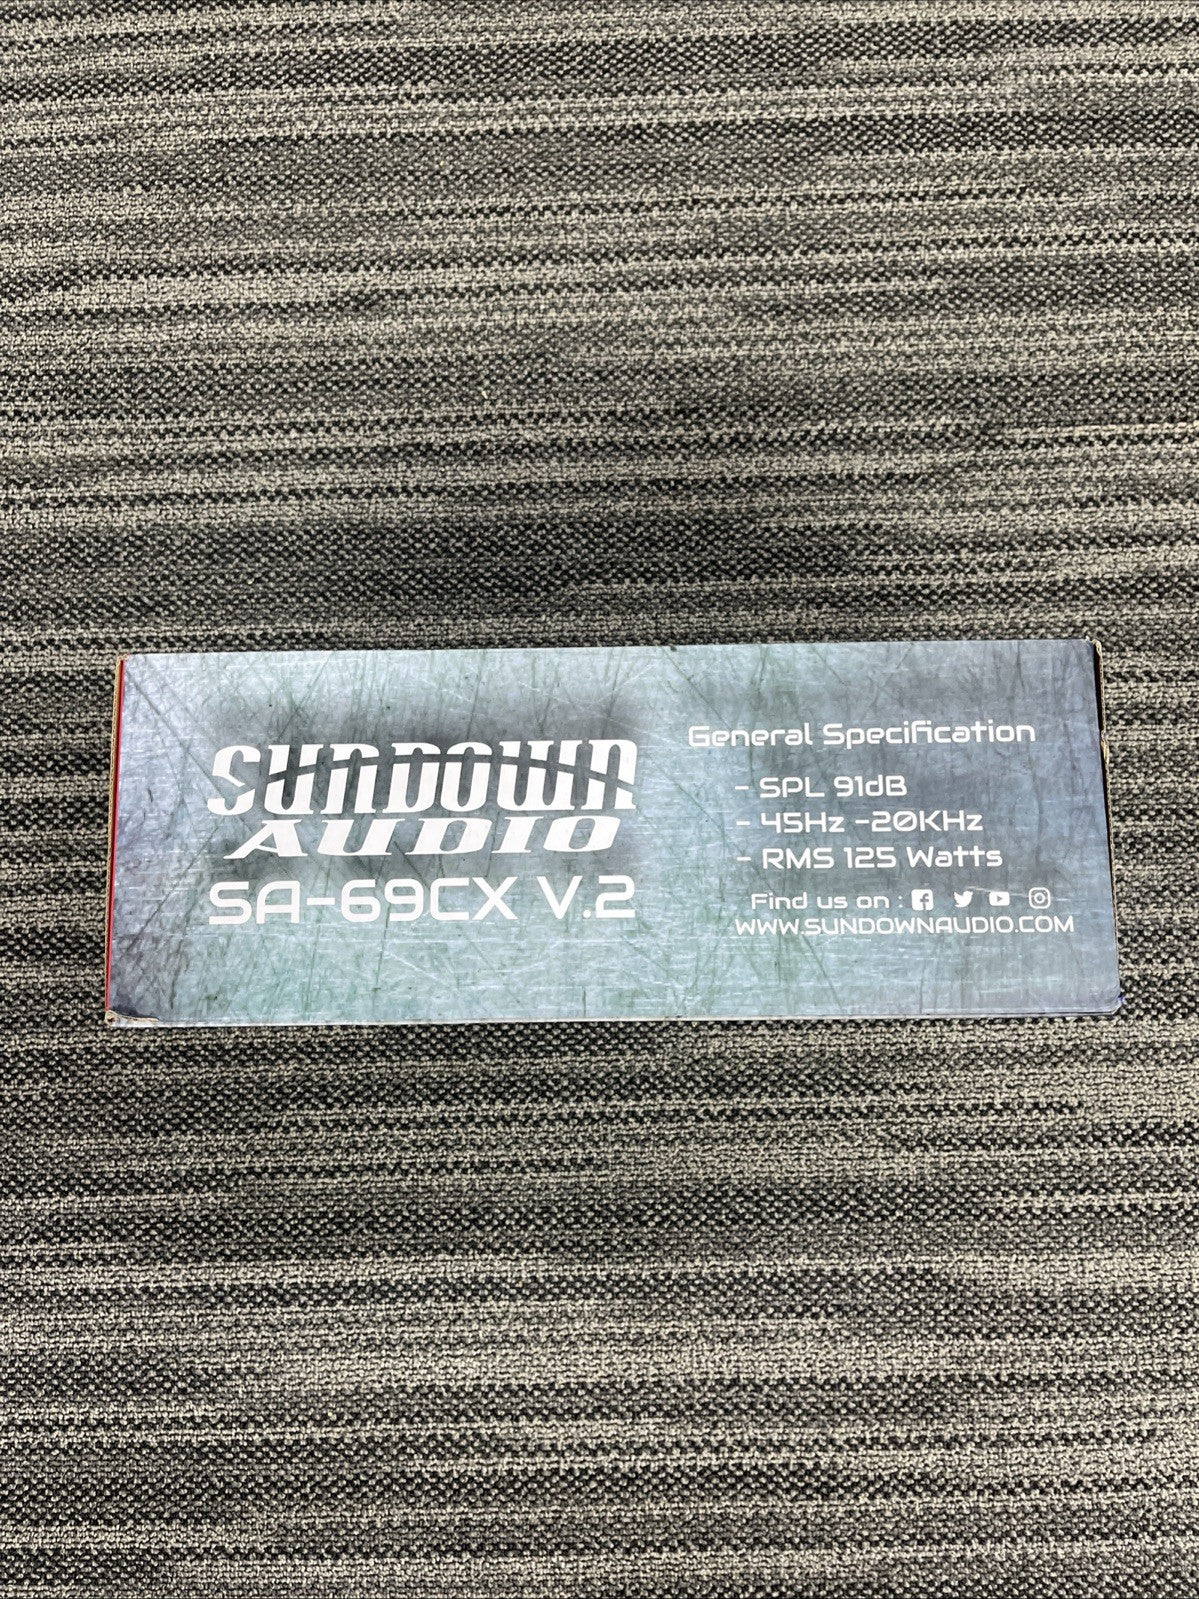 SUNDOWN
AUDIO
SA-69CX V.2
General Specification
- SPL 91dB
- 45Hz -20KHz
- RMS 125 Watts
Find us on :
WWW.SUNDOWNAUDIO.COM